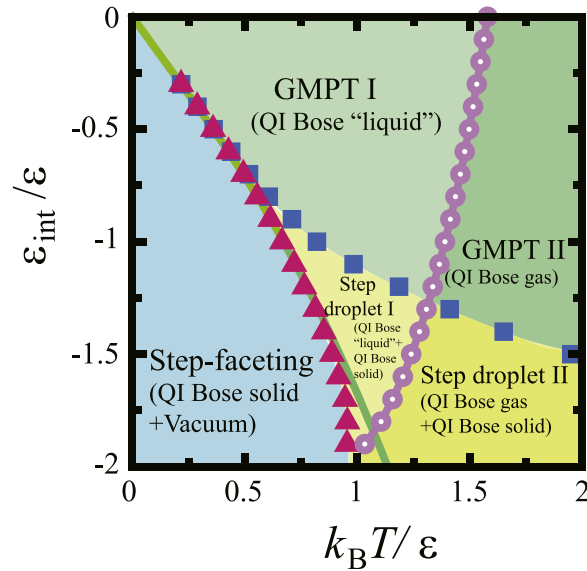 0
-0.5
-1
-1.5
-2
ε_int/ε
GMPT I
(QI Bose “liquid”)
GMPT II
(QI Bose gas)
Step
droplet I
(QI Bose
“liquid”+
QI Bose
solid)
Step-faceting
(QI Bose solid
+Vacuum)
Step droplet II
(QI Bose gas
+QI Bose solid)
0
0.5
1
1.5
2
k_BT/ ε